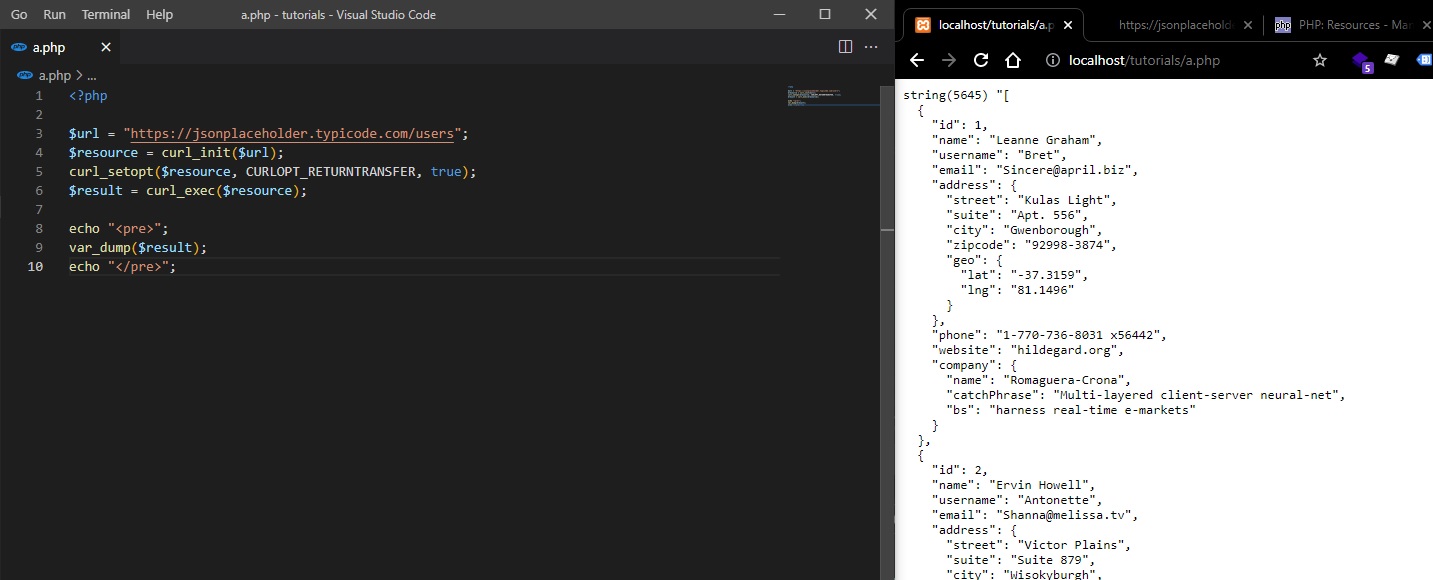 Go Run Terminal Help a.php - tutorials - Visual Studio Code
a.php
a.php > ...
1 <?php
2
3 $url = "https://jsonplaceholder.typicode.com/users";
4 $resource = curl_init($url);
5 curl_setopt($resource, CURLOPT_RETURNTRANSFER, true);
6 $result = curl_exec($resource);
7
8 echo "<pre>";
9 var_dump($result);
10 echo "</pre>";
localhost/tutorials/a.p https://jsonplacehold php PHP: Resources - Mar
localhost/tutorials/a.php 5
string(5645) "[
  {
    "id": 1,
    "name": "Leanne Graham",
    "username": "Bret",
    "email": "Sincere@april.biz",
    "address": {
      "street": "Kulas Light",
      "suite": "Apt. 556",
      "city": "Gwenborough",
      "zipcode": "92998-3874",
      "geo": {
        "lat": "-37.3159",
        "lng": "81.1496"
      }
    },
    "phone": "1-770-736-8031 x56442",
    "website": "hildegard.org",
    "company": {
      "name": "Romaguera-Crona",
      "catchPhrase": "Multi-layered client-server neural-net",
      "bs": "harness real-time e-markets"
    }
  },
  {
    "id": 2,
    "name": "Ervin Howell",
    "username": "Antonette",
    "email": "Shanna@melissa.tv",
    "address": {
      "street": "Victor Plains",
      "suite": "Suite 879",
      "city": "Wisokyburgh",